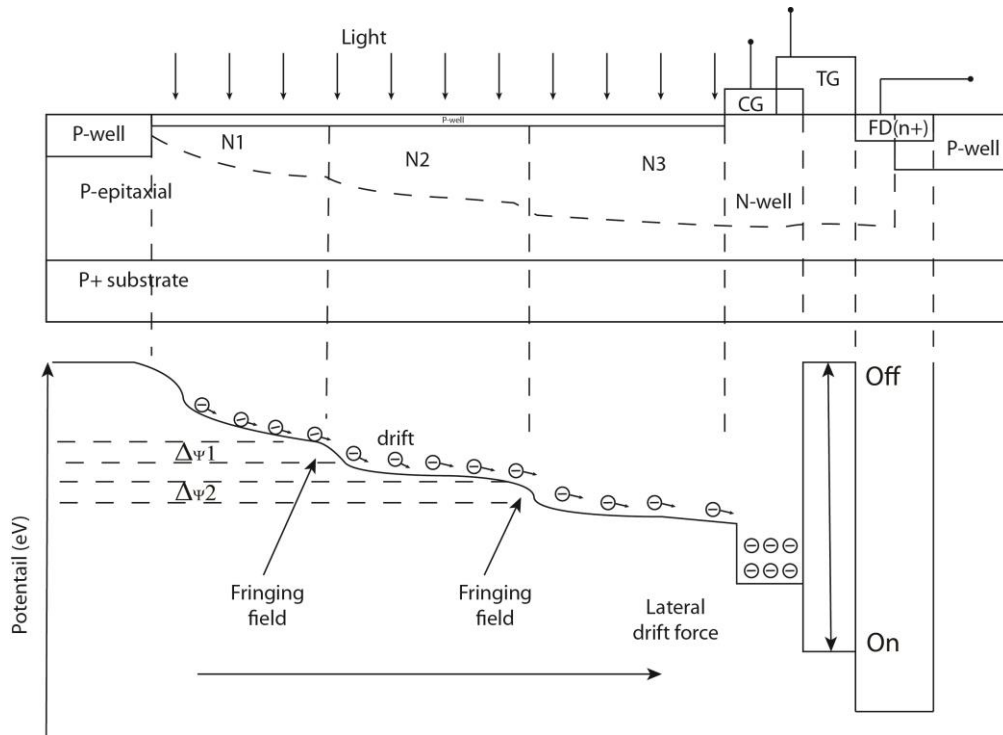 Light
TG
CG
P-well
P-well
FD(n+)
N1
N2
N3
P-well
P-epitaxial
N-well
P+ substrate
Off
drift
ΔΨ1
ΔΨ2
Potentail (eV)
Fringing
field
Fringing
field
Lateral
drift force
On